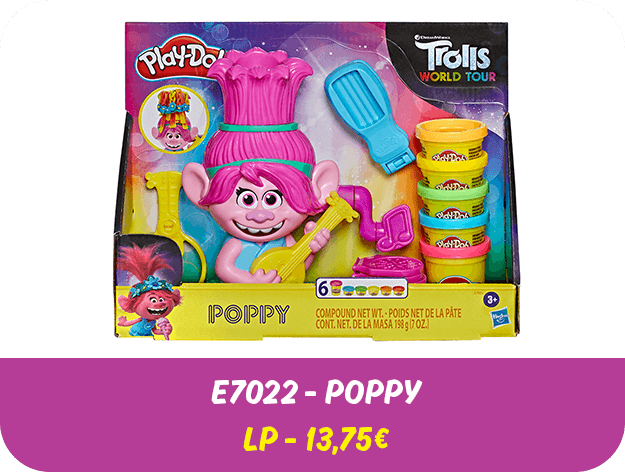 PLAY-DOH
DREAMWORKS
Trolls
WORLD TOUR
PLAY-DOH
PLAY-DOH
PLAY-DOH
PLAY-DOH
PLAY-DOH
6
POPPY
COMPOUND NET WT. - POIDS NET DE LA PÂTE
CONT. NET. DE LA MASA 198 g (7 OZ.)
3+
Hasbro
E7022 - POPPY
LP - 13,75€